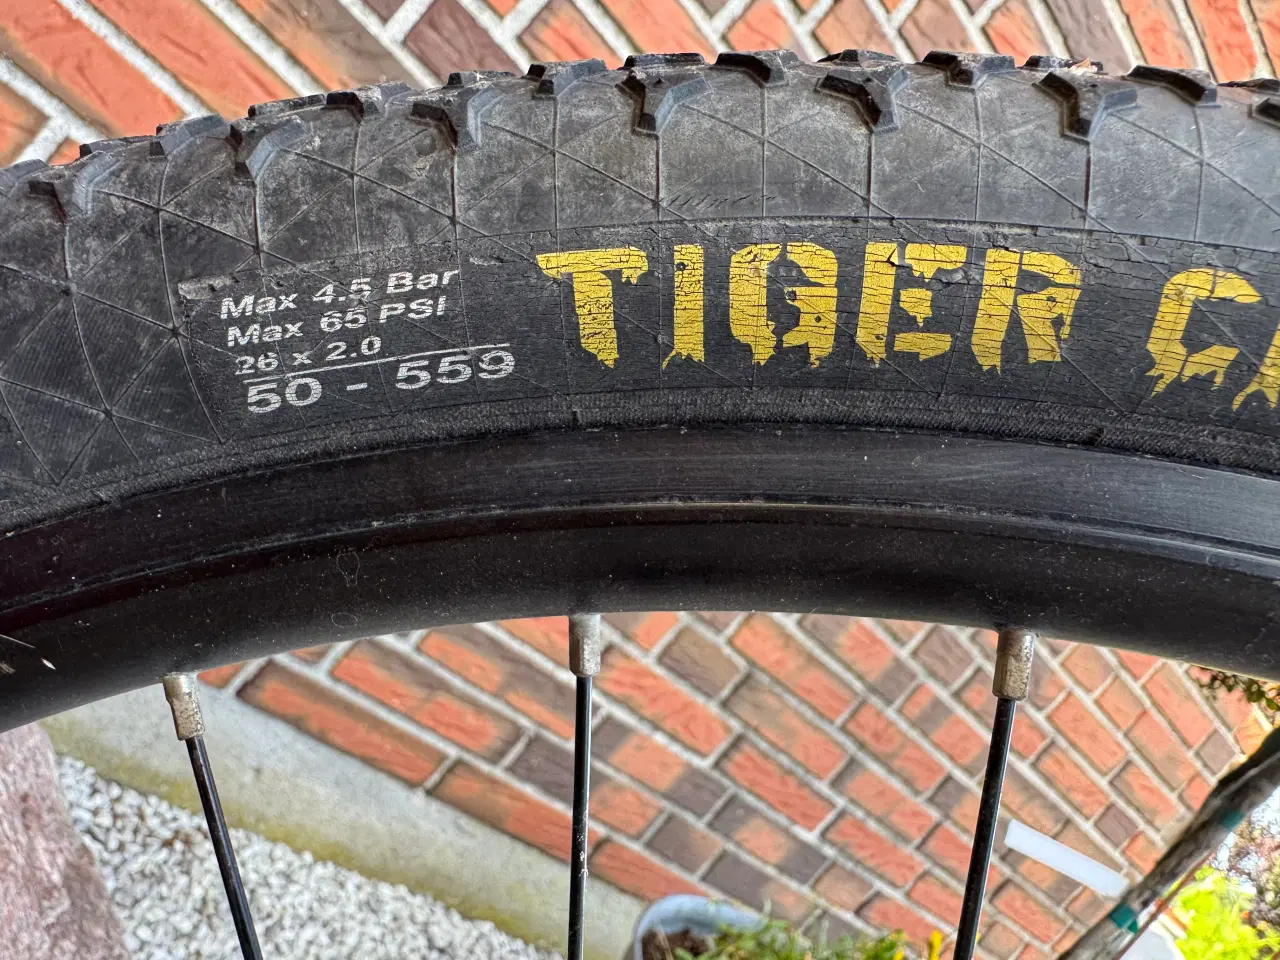 Max 4.5 Bar
Max 65 PSI
26 x 2.0
50 - 559
TIGER